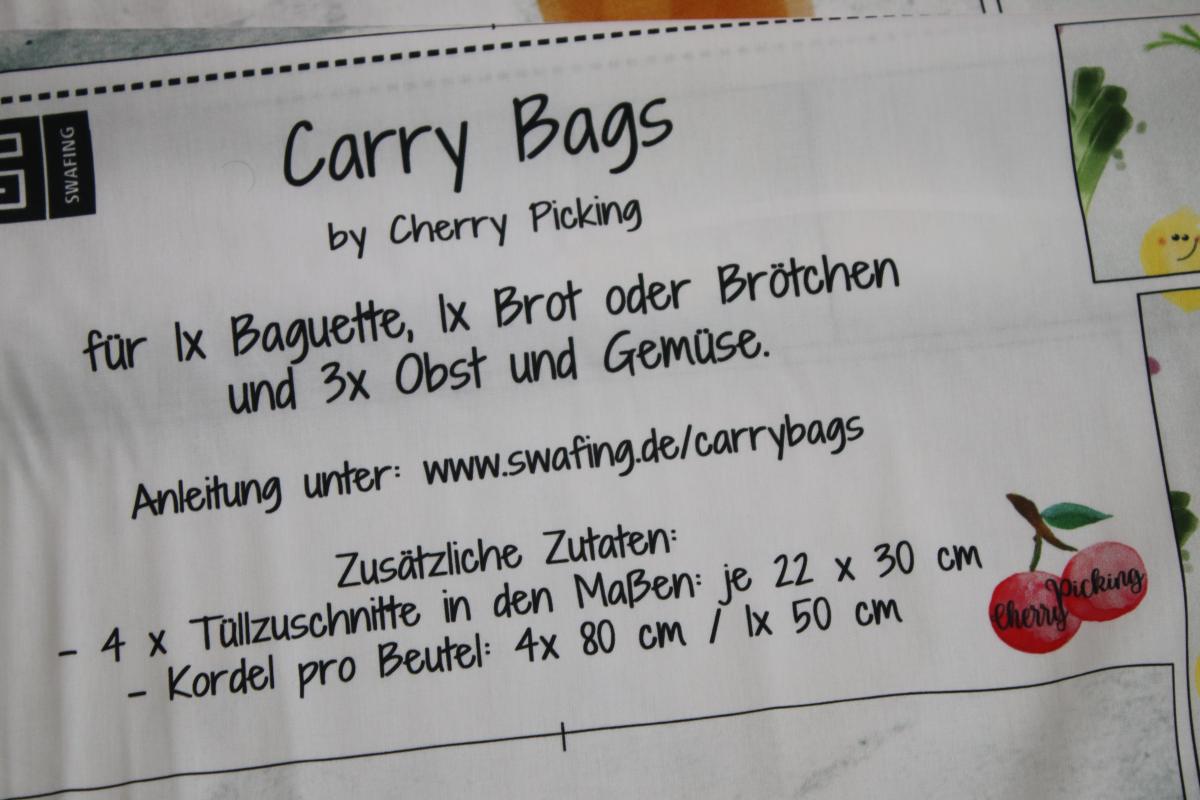 SWAFING
Carry Bags
by Cherry Picking
für 1x Baguette, 1x Brot oder Brötchen
und 3x Obst und Gemüse.
Anleitung unter: www.swafing.de/carrybags
Zusätzliche Zutaten:
- 4 x Tüllzuschnitte in den Maßen: je 22 x 30 cm
- Kordel pro Beutel: 4x 80 cm / 1x 50 cm
Cherry Picking